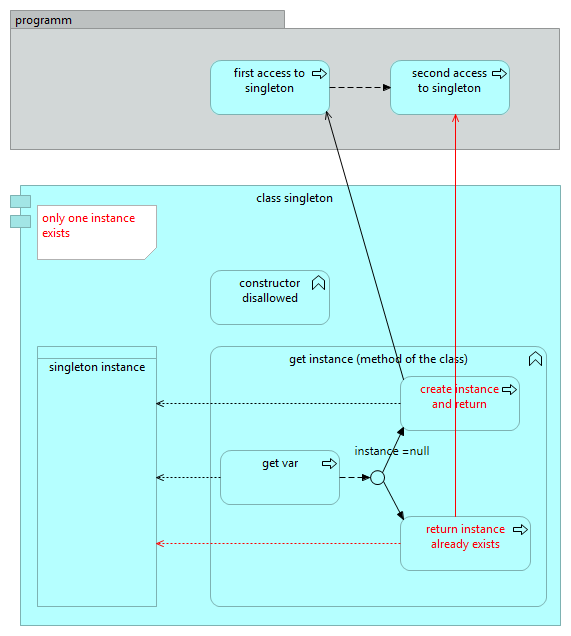 programm
first access to
singleton
second access
to singleton
class singleton
only one instance
exists
constructor
disallowed
singleton instance
get instance (method of the class)
create instance
and return
instance =null
get var
return instance
already exists